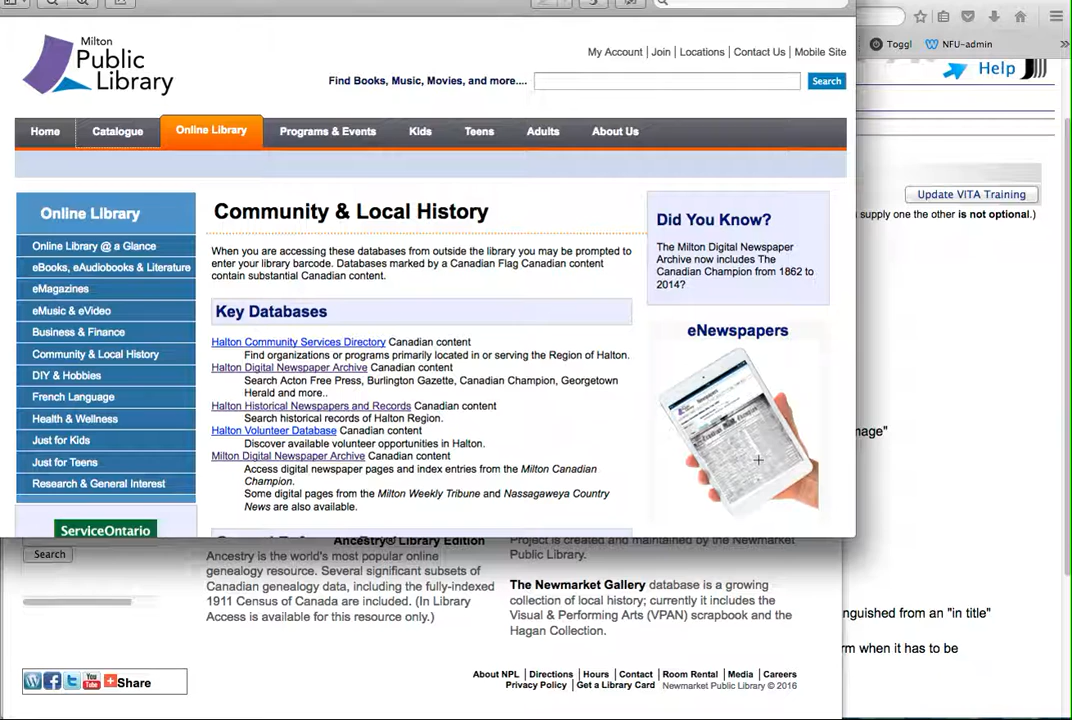 Milton
Public
Library
My Account | Join | Locations | Contact Us | Mobile Site
Find Books, Music, Movies, and more....
Search
Home
Catalogue
Online Library
Programs & Events
Kids
Teens
Adults
About Us
Online Library
Online Library @ a Glance
eBooks, eAudiobooks & Literature
eMagazines
eMusic & eVideo
Business & Finance
Community & Local History
DIY & Hobbies
French Language
Health & Wellness
Just for Kids
Just for Teens
Research & General Interest
ServiceOntario
Community & Local History
When you are accessing these databases from outside the library you may be prompted to
enter your library barcode. Databases marked by a Canadian Flag Canadian content
contain substantial Canadian content.
Key Databases
Halton Community Services Directory Canadian content
Find organizations or programs primarily located in or serving the Region of Halton.
Halton Digital Newspaper Archive Canadian content
Search Acton Free Press, Burlington Gazette, Canadian Champion, Georgetown
Herald and more..
Halton Historical Newspapers and Records Canadian content
Search historical records of Halton Region.
Halton Volunteer Database Canadian content
Discover available volunteer opportunities in Halton.
Milton Digital Newspaper Archive Canadian content
Access digital newspaper pages and index entries from the Milton Canadian
Champion.
Some digital pages from the Milton Weekly Tribune and Nassagaweya Country
News are also available.
Did You Know?
The Milton Digital Newspaper
Archive now includes The
Canadian Champion from 1862 to
2014?
eNewspapers
Toggl
NFU-admin
Help
Update VITA Training
supply one the other is not optional.)
mage"
nguished from an "in title"
rm when it has to be
Search
Ancestry® Library Edition
Ancestry is the world's most popular online
genealogy resource. Several significant subsets of
Canadian genealogy data, including the fully-indexed
1911 Census of Canada are included. (In Library
Access is available for this resource only.)
Project is created and maintained by the Newmarket
Public Library.
The Newmarket Gallery database is a growing
collection of local history; currently it includes the
Visual & Performing Arts (VPAN) scrapbook and the
Hagan Collection.
Share
About NPL | Directions | Hours | Contact | Room Rental | Media | Careers
Privacy Policy | Get a Library Card | Newmarket Public Library © 2016